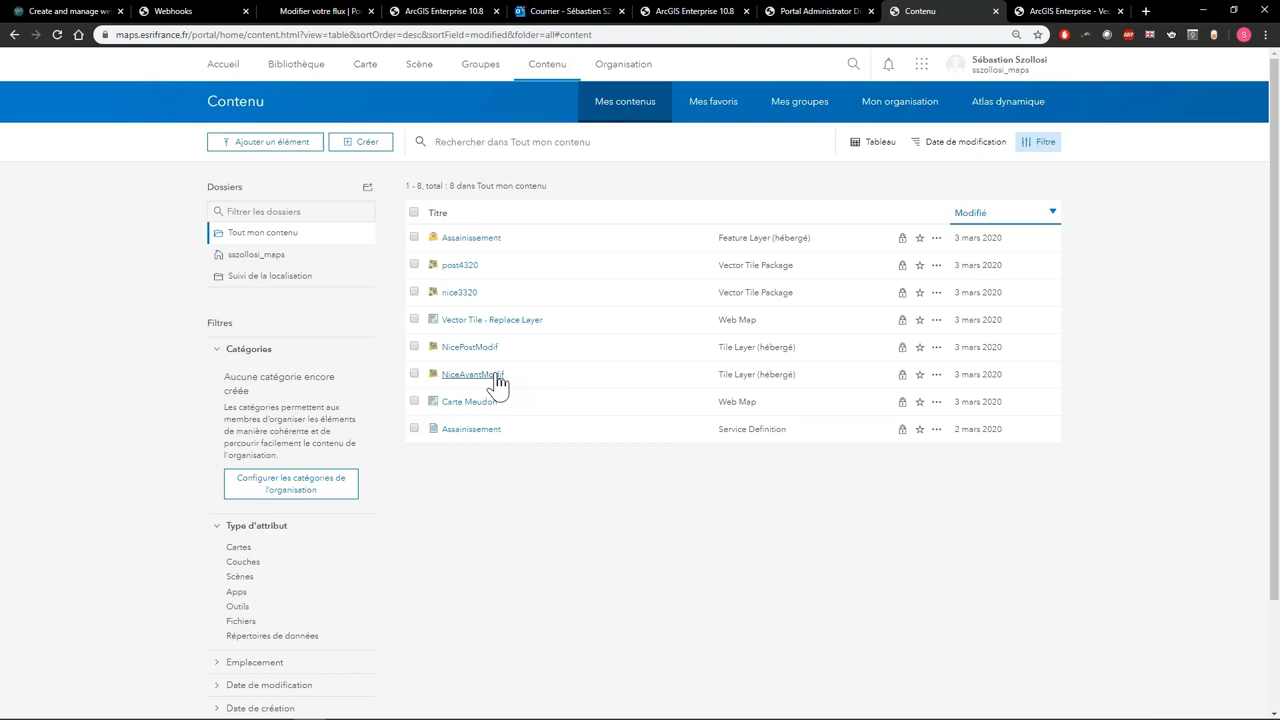 Create and manage wel
Webhooks
Modifier votre flux | Po
ArcGIS Enterprise 10.8
Courrier - Sébastien SZ
ArcGIS Enterprise 10.8
Portal Administrator Di
Contenu
ArcGIS Enterprise - Vec
maps.esrifrance.fr/portal/home/content.html?view=table&sortOrder=desc&sortField=modified&folder=all#content
Accueil
Bibliothèque
Carte
Scène
Groupes
Contenu
Organisation
Sébastien Szollosi
sszollosi_maps
Contenu
Mes contenus
Mes favoris
Mes groupes
Mon organisation
Atlas dynamique
Ajouter un élément
Créer
Rechercher dans Tout mon contenu
Tableau
Date de modification
Filtre
Dossiers
Filtrer les dossiers
Tout mon contenu
sszollosi_maps
Suivi de la localisation
Filtres
Catégories
Aucune catégorie encore
créée
Les catégories permettent aux
membres d'organiser les éléments
de manière cohérente et de
parcourir facilement le contenu de
l'organisation.
Configurer les catégories de
l'organisation
Type d'attribut
Cartes
Couches
Scènes
Apps
Outils
Fichiers
Répertoires de données
Emplacement
Date de modification
Date de création
1 - 8, total : 8 dans Tout mon contenu
Titre
Modifié
Assainissement Feature Layer (hébergé) 3 mars 2020
post4320 Vector Tile Package 3 mars 2020
nice3320 Vector Tile Package 3 mars 2020
Vector Tile - Replace Layer Web Map 3 mars 2020
NicePostModif Tile Layer (hébergé) 3 mars 2020
NiceAvantModif Tile Layer (hébergé) 3 mars 2020
Carte Meudon Web Map 3 mars 2020
Assainissement Service Definition 2 mars 2020